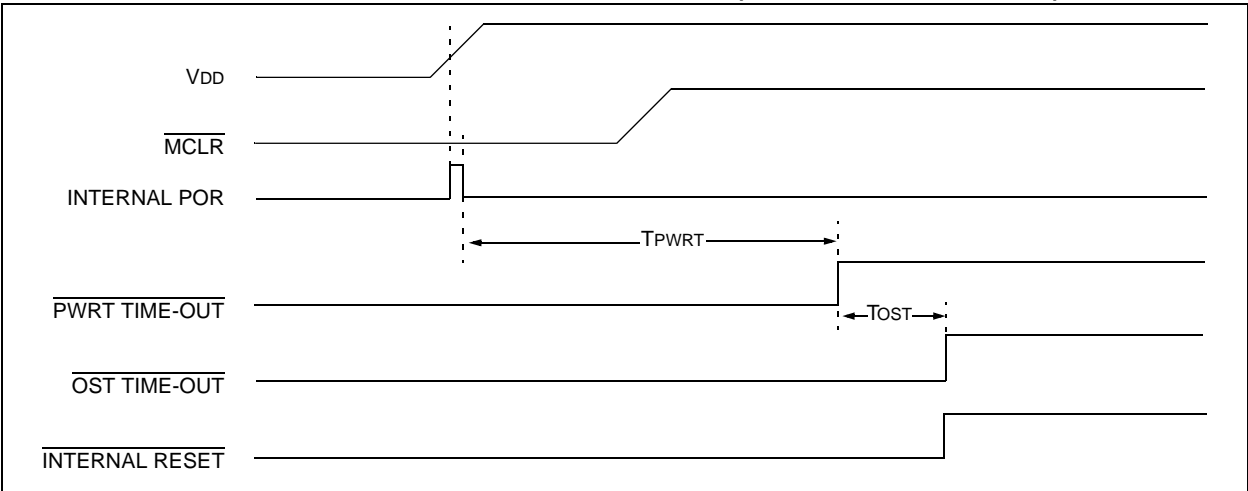 VDD
MCLR
INTERNAL POR
TPWRT
PWRT TIME-OUT
TOST
OST TIME-OUT
INTERNAL RESET